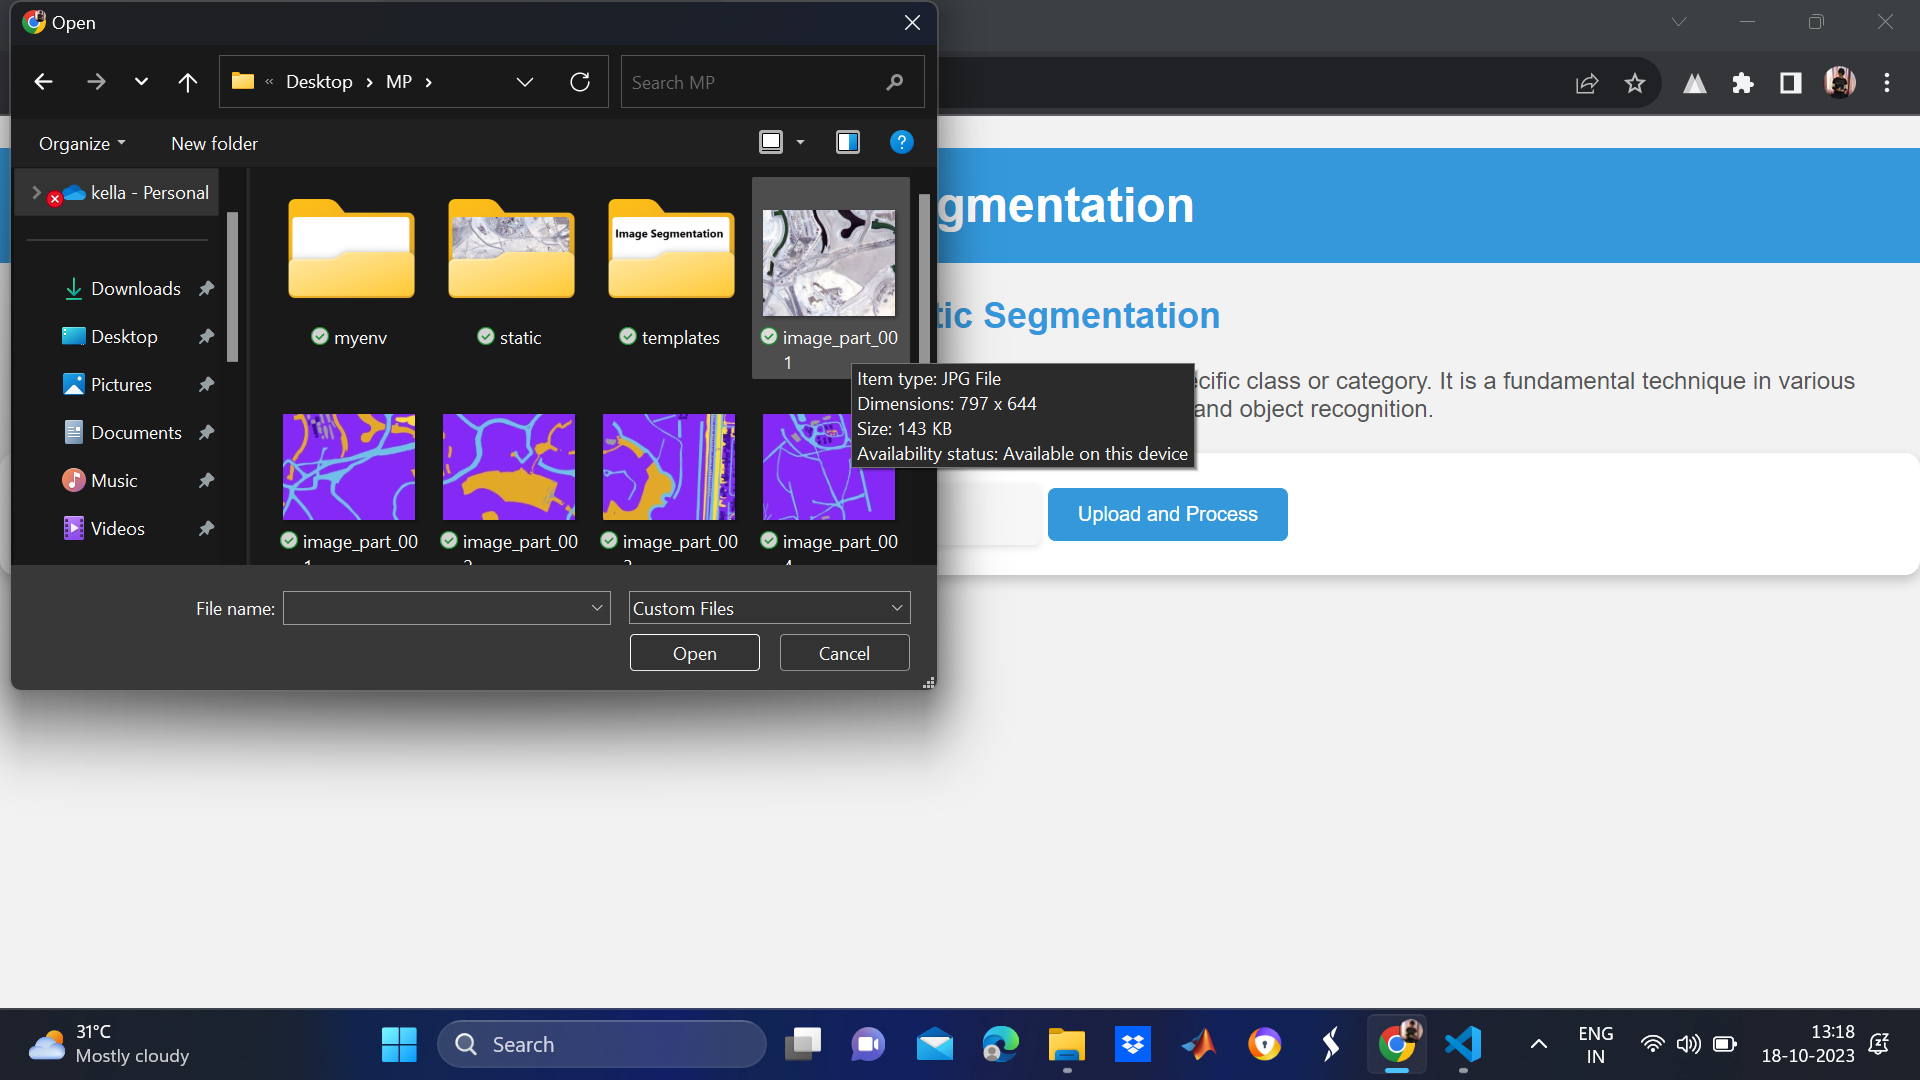 Open
Desktop > MP >
Search MP
Organize
New folder
kella - Personal
Downloads
Desktop
Pictures
Documents
Music
Videos
Image Segmentation
myenv
static
templates
image_part_00
1
Item type: JPG File
Dimensions: 797 x 644
Size: 143 KB
Availability status: Available on this device
image_part_00
image_part_00
image_part_00
image_part_00
File name:
Custom Files
Open
Cancel
gmentation
tic Segmentation
cific class or category. It is a fundamental technique in various
and object recognition.
Upload and Process
31°C
Mostly cloudy
Search
ENG
IN
13:18
18-10-2023